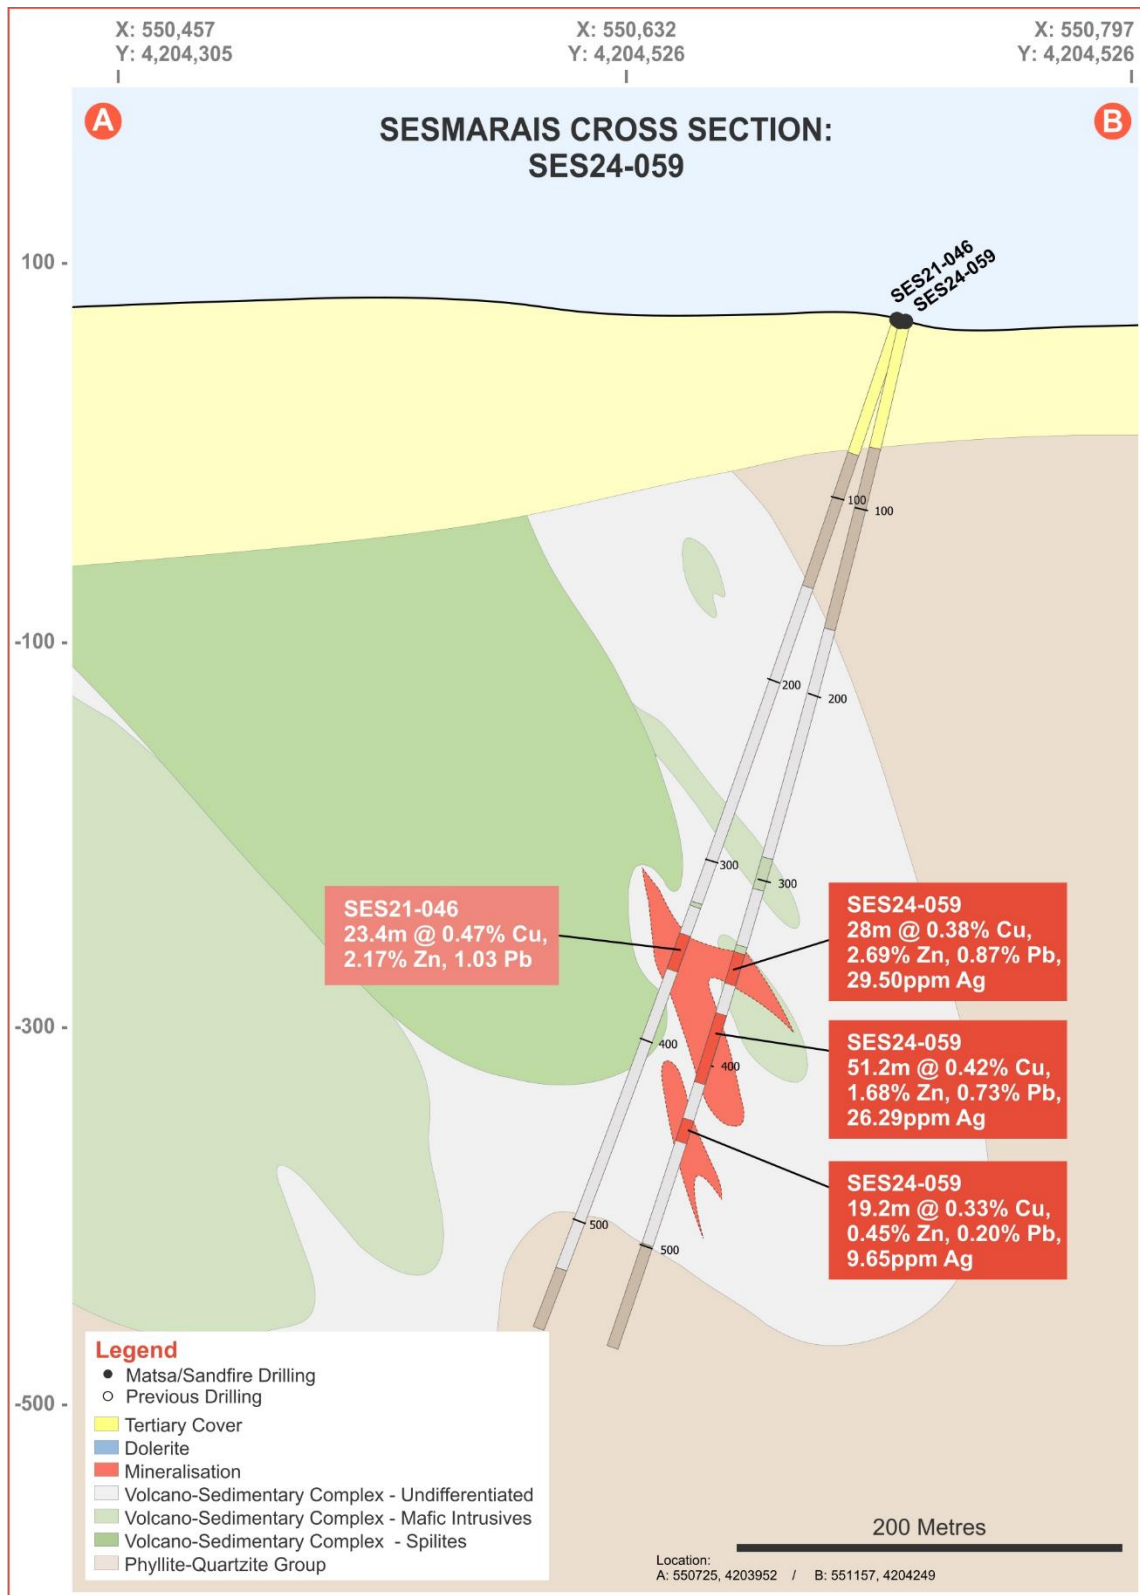 X: 550,457
Y: 4,204,305
X: 550,632
Y: 4,204,526
X: 550,797
Y: 4,204,526
A
B
SESMARAIS CROSS SECTION:
SES24-059
100 -
-100 -
-300 -
-500 -
SES21-046
SES24-059
100
100
200
200
300
300
400
400
500
500
SES21-046
23.4m @ 0.47% Cu,
2.17% Zn, 1.03 Pb
SES24-059
28m @ 0.38% Cu,
2.69% Zn, 0.87% Pb,
29.50ppm Ag
SES24-059
51.2m @ 0.42% Cu,
1.68% Zn, 0.73% Pb,
26.29ppm Ag
SES24-059
19.2m @ 0.33% Cu,
0.45% Zn, 0.20% Pb,
9.65ppm Ag
Legend
Matsa/Sandfire Drilling
Previous Drilling
Tertiary Cover
Dolerite
Mineralisation
Volcano-Sedimentary Complex - Undifferentiated
Volcano-Sedimentary Complex - Mafic Intrusives
Volcano-Sedimentary Complex - Spilites
Phyllite-Quartzite Group
200 Metres
Location:
A: 550725, 4203952 / B: 551157, 4204249